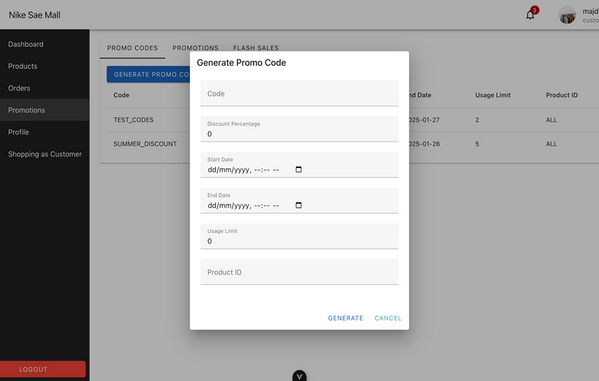 Nike Sae Mall
3
majd
custo
Dashboard
Products
Orders
Promotions
Profile
Shopping as Customer
LOGOUT
PROMO CODES PROMOTIONS FLASH SALES
GENERATE PROMO CO
Code nd Date Usage Limit Product ID
TEST_CODES 025-01-27 2 ALL
SUMMER_DISCOUNT 025-01-26 5 ALL
Generate Promo Code
Code
Discount Percentage
0
Start Date
dd/mm/yyyy, --:-- --
End Date
dd/mm/yyyy, --:-- --
Usage Limit
0
Product ID
GENERATE CANCEL